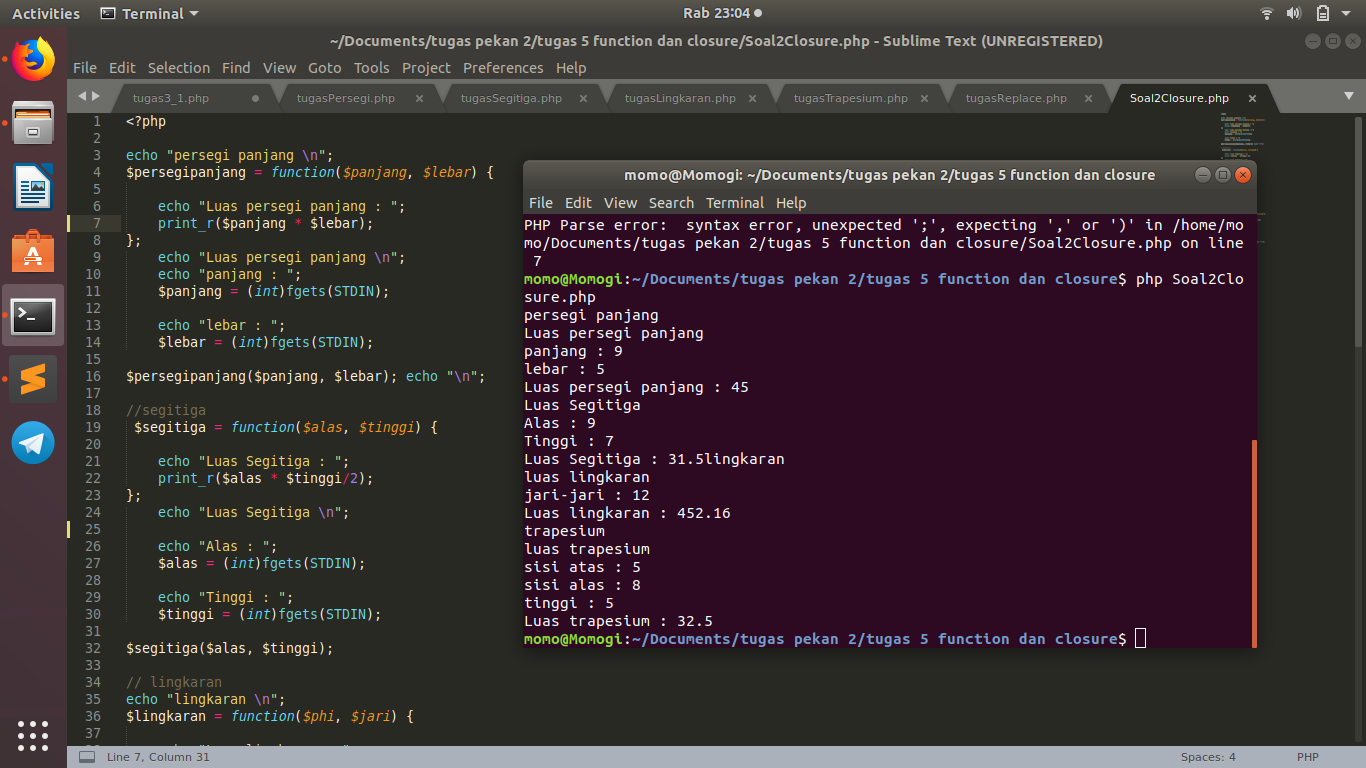 Activities Terminal Rab 23:04
~/Documents/tugas pekan 2/tugas 5 function dan closure/Soal2Closure.php - Sublime Text (UNREGISTERED)
File Edit Selection Find View Goto Tools Project Preferences Help
tugas3_1.php tugasPersegi.php tugasSegitiga.php tugasLingkaran.php tugasTrapesium.php tugasReplace.php Soal2Closure.php
1 <?php
2
3 echo "persegi panjang \n";
4 $persegipanjang = function($panjang, $lebar) {
5
6 echo "Luas persegi panjang : ";
7 print_r($panjang * $lebar);
8 };
9 echo "Luas persegi panjang \n";
10 echo "panjang : ";
11 $panjang = (int)fgets(STDIN);
12
13 echo "lebar : ";
14 $lebar = (int)fgets(STDIN);
15
16 $persegipanjang($panjang, $lebar); echo "\n";
17
18 //segitiga
19 $segitiga = function($alas, $tinggi) {
20
21 echo "Luas Segitiga : ";
22 print_r($alas * $tinggi/2);
23 };
24 echo "Luas Segitiga \n";
25
26 echo "Alas : ";
27 $alas = (int)fgets(STDIN);
28
29 echo "Tinggi : ";
30 $tinggi = (int)fgets(STDIN);
31
32 $segitiga($alas, $tinggi);
33
34 // lingkaran
35 echo "lingkaran \n";
36 $lingkaran = function($phi, $jari) {
37
momo@Momogi: ~/Documents/tugas pekan 2/tugas 5 function dan closure
File Edit View Search Terminal Help
PHP Parse error:  syntax error, unexpected ';', expecting ',' or ')' in /home/mo
mo/Documents/tugas pekan 2/tugas 5 function dan closure/Soal2Closure.php on line
7
momo@Momogi:~/Documents/tugas pekan 2/tugas 5 function dan closure$ php Soal2Clo
sure.php
persegi panjang
Luas persegi panjang
panjang : 9
lebar : 5
Luas persegi panjang : 45
Luas Segitiga
Alas : 9
Tinggi : 7
Luas Segitiga : 31.5lingkaran
luas lingkaran
jari-jari : 12
Luas lingkaran : 452.16
trapesium
luas trapesium
sisi atas : 5
sisi alas : 8
tinggi : 5
Luas trapesium : 32.5
momo@Momogi:~/Documents/tugas pekan 2/tugas 5 function dan closure$
Line 7, Column 31 Spaces: 4 PHP